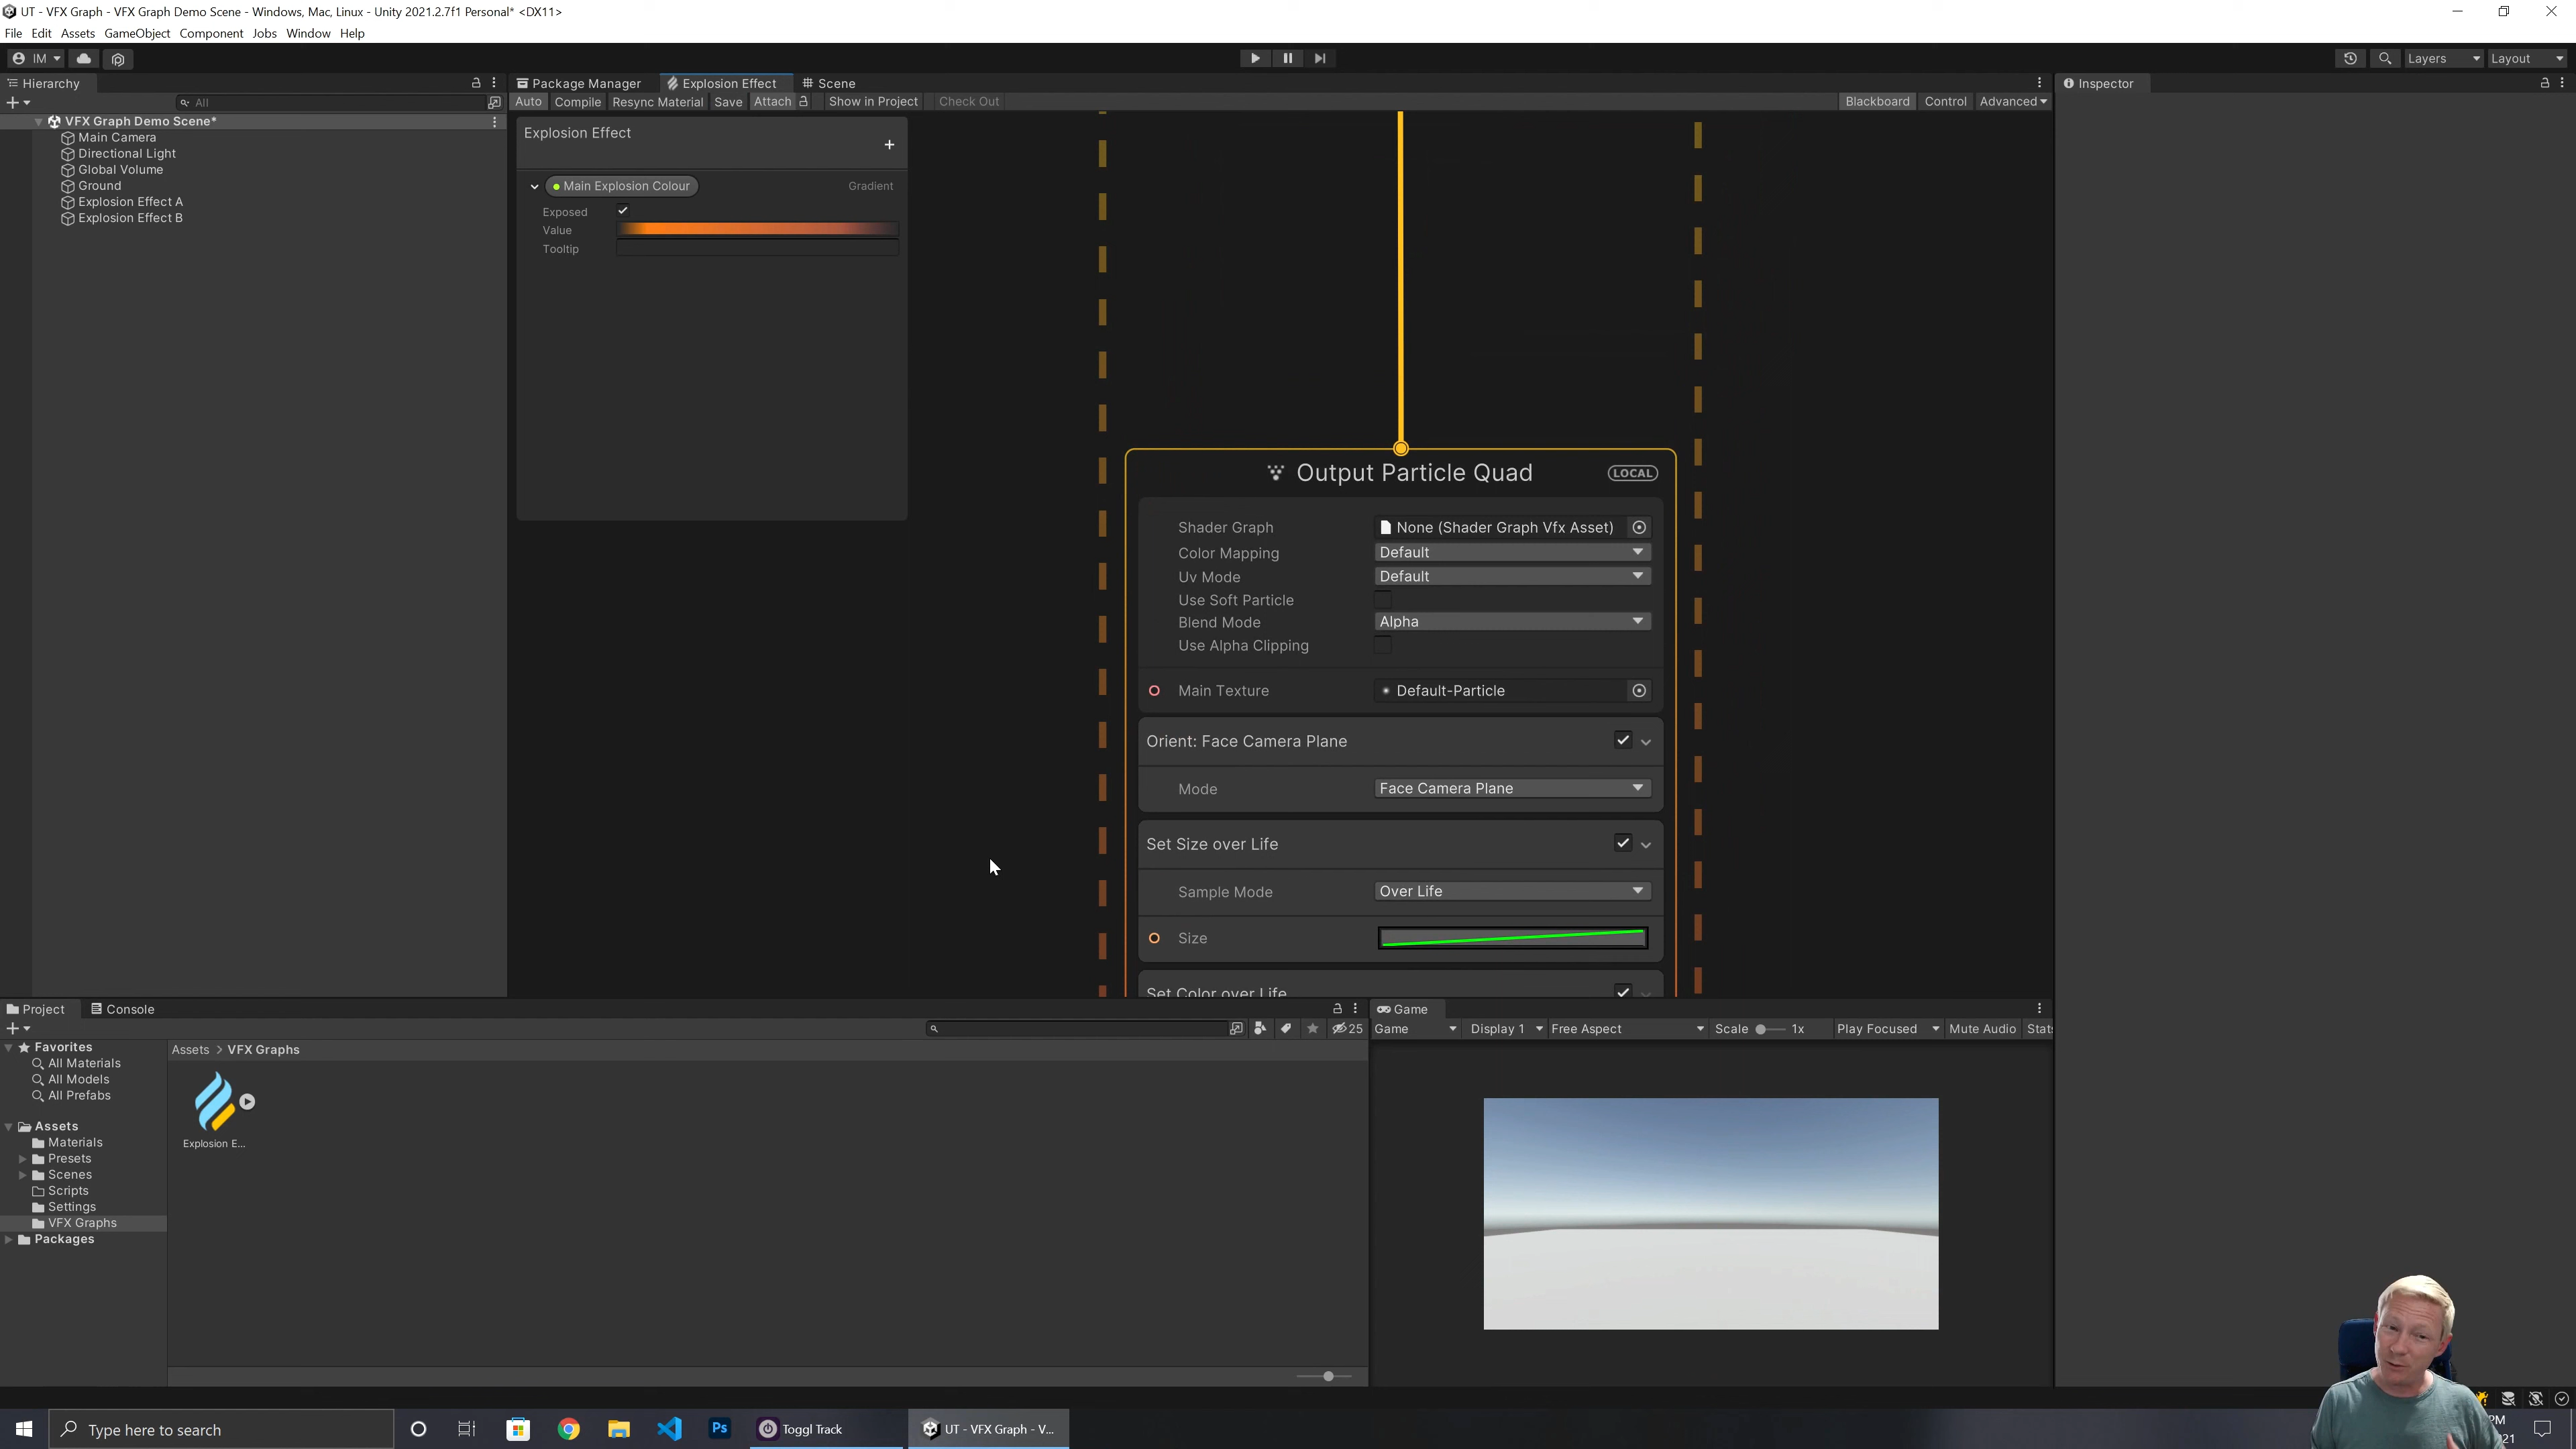 UT - VFX Graph - VFX Graph Demo Scene - Windows, Mac, Linux - Unity 2021.2.7f1 Personal* <DX11>
File Edit Assets GameObject Component Jobs Window Help
IM Layers Layout
Hierarchy
All
VFX Graph Demo Scene*
Main Camera
Directional Light
Global Volume
Ground
Explosion Effect A
Explosion Effect B
Package Manager Explosion Effect Scene
Auto Compile Resync Material Save Attach Show in Project Check Out Blackboard Control Advanced
Explosion Effect
Main Explosion Colour Gradient
Exposed
Value
Tooltip
Output Particle Quad LOCAL
Shader Graph None (Shader Graph Vfx Asset)
Color Mapping Default
Uv Mode Default
Use Soft Particle
Blend Mode Alpha
Use Alpha Clipping
Main Texture Default-Particle
Orient: Face Camera Plane
Mode Face Camera Plane
Set Size over Life
Sample Mode Over Life
Size
Set Color over Life
Inspector
Project Console
25
Favorites
All Materials
All Models
All Prefabs
Assets
Materials
Presets
Scenes
Scripts
Settings
VFX Graphs
Packages
Assets > VFX Graphs
Explosion E...
Game
Game Display 1 Free Aspect Scale 1x Play Focused Mute Audio Stats
Type here to search
Ps
Toggl Track
UT - VFX Graph - V...
PM